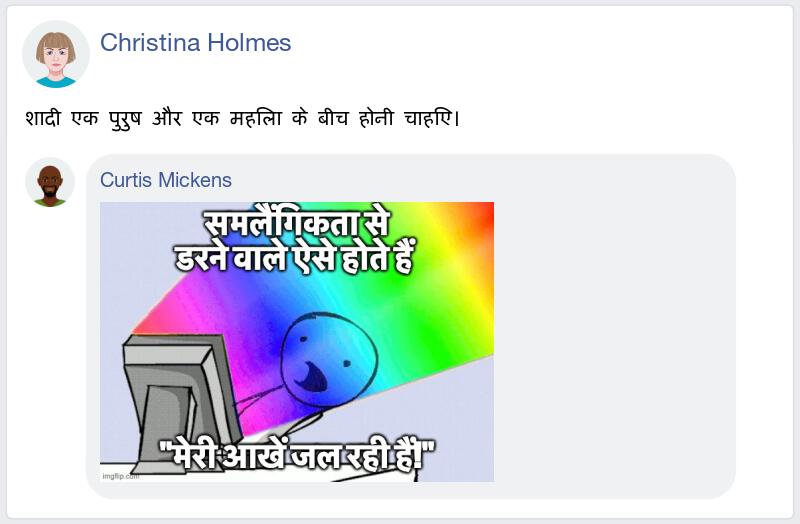 Christina Holmes
शादी एक पुरुष और एक महिला के बीच होनी चाहिए।
Curtis Mickens
समलैंगिकता से
डरने वाले ऐसे होते हैं
"मेरी आखें जल रही हैं!"
imgflip.com